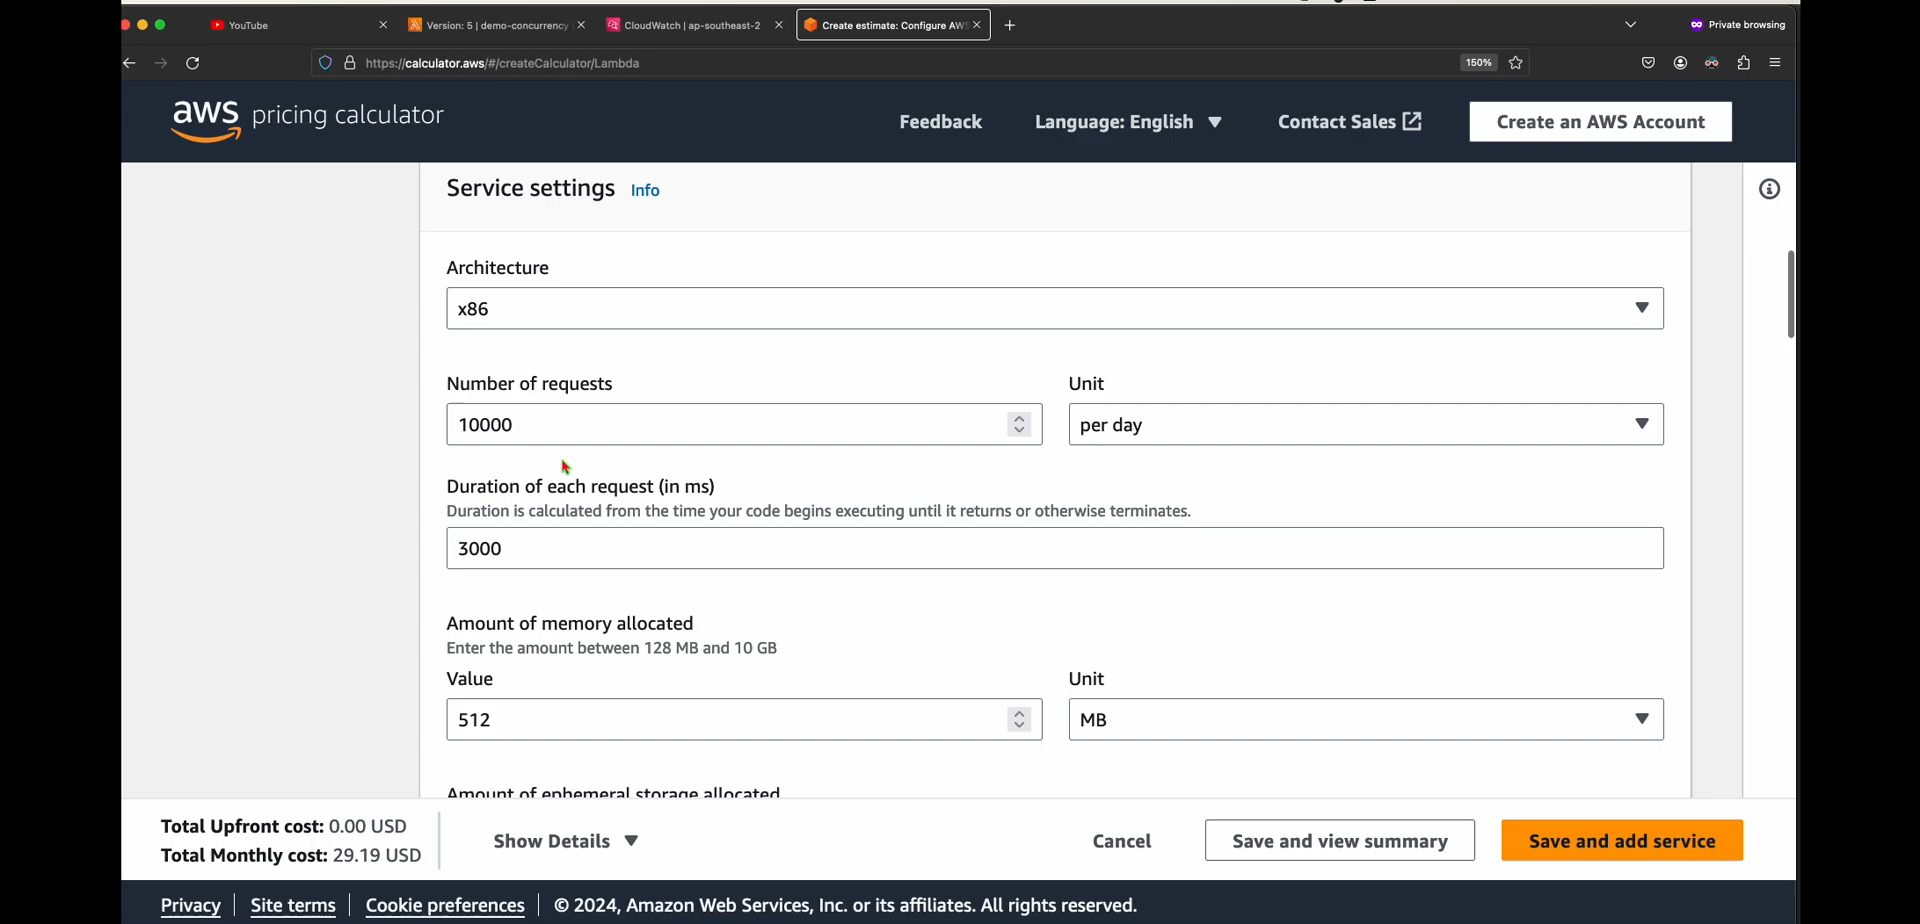 YouTube
Version: 5 | demo-concurrency
CloudWatch | ap-southeast-2
Create estimate: Configure AW
Private browsing
https://calculator.aws/#/createCalculator/Lambda
150%
aws pricing calculator
Feedback
Language: English
Contact Sales
Create an AWS Account
Service settings Info
Architecture
x86
Number of requests
Unit
10000
per day
Duration of each request (in ms)
Duration is calculated from the time your code begins executing until it returns or otherwise terminates.
3000
Amount of memory allocated
Enter the amount between 128 MB and 10 GB
Value
Unit
512
MB
Amount of ephemeral storage allocated
Total Upfront cost: 0.00 USD
Total Monthly cost: 29.19 USD
Show Details
Cancel
Save and view summary
Save and add service
Privacy
Site terms
Cookie preferences
© 2024, Amazon Web Services, Inc. or its affiliates. All rights reserved.